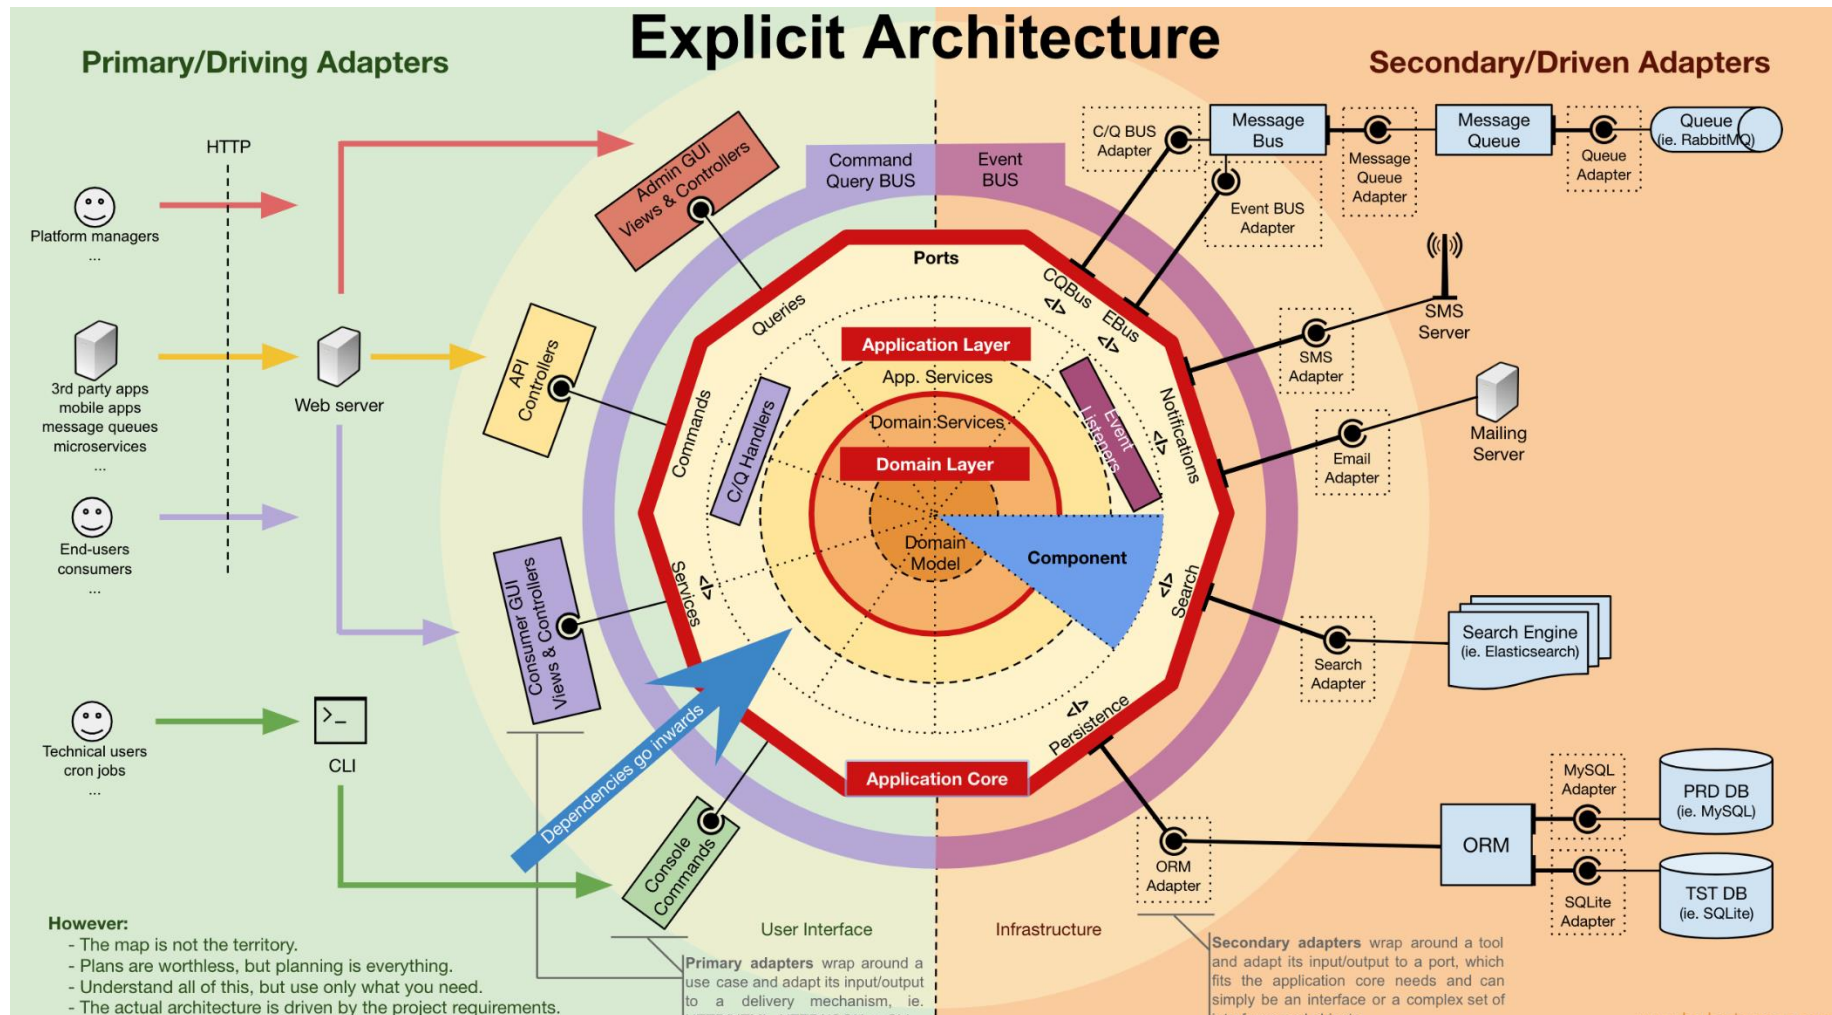 Explicit Architecture
Primary/Driving Adapters
Secondary/Driven Adapters
HTTP
Platform managers
...
3rd party apps
mobile apps
message queues
microservices
...
End-users
consumers
...
Technical users
cron jobs
...
Web server
>_
CLI
Admin GUI
Views & Controllers
API
Controllers
Consumer GUI
Views & Controllers
Console
Commands
Dependencies go inwards
Command
Query BUS
Event
BUS
Ports
Queries
Commands
Services
</>
CQBus
</>
EBus
</>
Notifications
</>
Search
</>
Persistence
</>
Application Layer
App. Services
Domain Services
Domain Layer
Domain
Model
C/Q Handlers
Event
Listeners
Component
Application Core
C/Q BUS
Adapter
Message
Bus
Event BUS
Adapter
Message
Queue
Adapter
Message
Queue
Queue
Adapter
Queue
(ie. RabbitMQ)
SMS
Adapter
SMS
Server
Email
Adapter
Mailing
Server
Search
Adapter
Search Engine
(ie. Elasticsearch)
ORM
Adapter
ORM
MySQL
Adapter
PRD DB
(ie. MySQL)
SQLite
Adapter
TST DB
(ie. SQLite)
User Interface
Infrastructure
However:
- The map is not the territory.
- Plans are worthless, but planning is everything.
- Understand all of this, but use only what you need.
- The actual architecture is driven by the project requirements.
Primary adapters wrap around a
use case and adapt its input/output
to a delivery mechanism, ie.
Secondary adapters wrap around a tool
and adapt its input/output to a port, which
fits the application core needs and can
simply be an interface or a complex set of